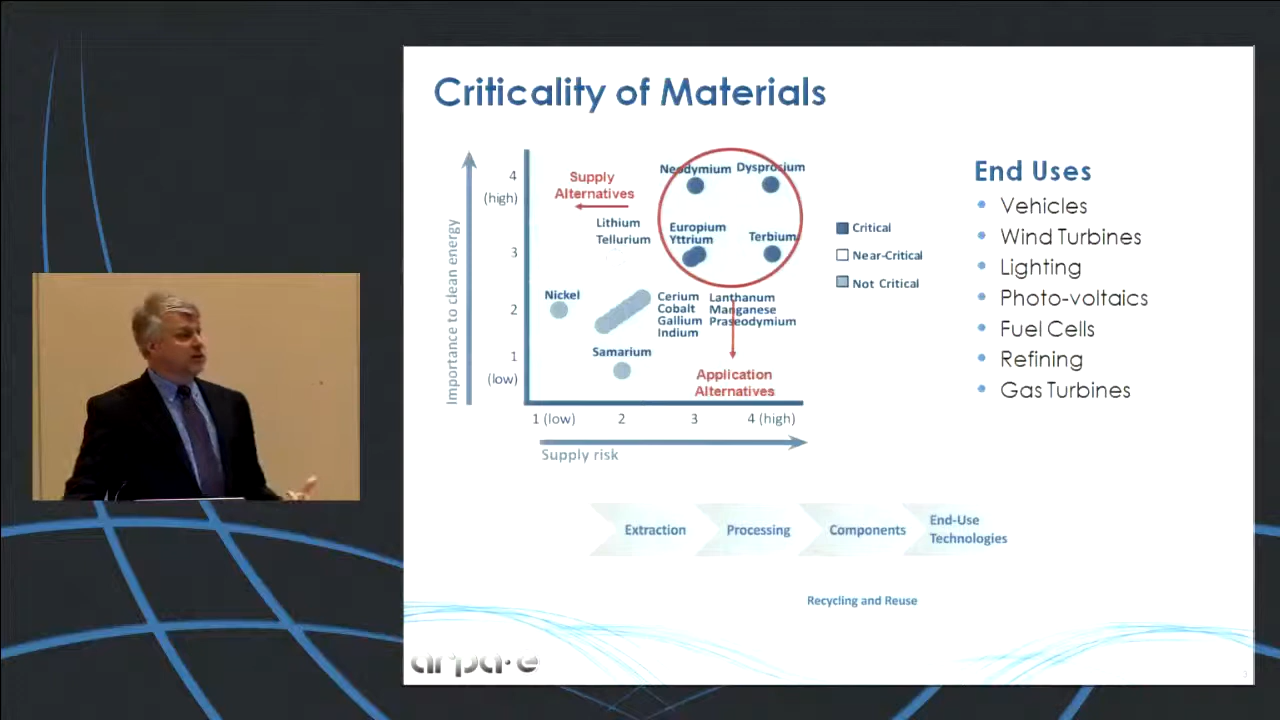 Criticality of Materials
Importance to clean energy
4
(high)
3
2
1
(low)
Supply
Alternatives
Lithium
Tellurium
Neodymium
Dysprosium
Europium
Yttrium
Terbium
Nickel
Cerium
Cobalt
Gallium
Indium
Lanthanum
Manganese
Praseodymium
Samarium
Application
Alternatives
1 (low)
2
3
4 (high)
Supply risk
Critical
Near-Critical
Not Critical
End Uses
Vehicles
Wind Turbines
Lighting
Photo-voltaics
Fuel Cells
Refining
Gas Turbines
Extraction
Processing
Components
End-Use
Technologies
Recycling and Reuse
arpa·e